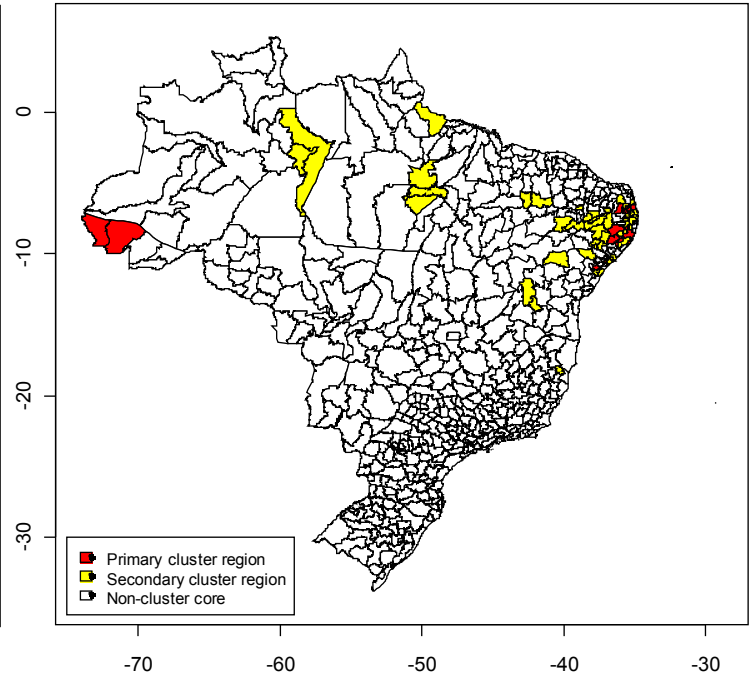 0
-10
-20
-30
Primary cluster region
Secondary cluster region
Non-cluster core
-70 -60 -50 -40 -30